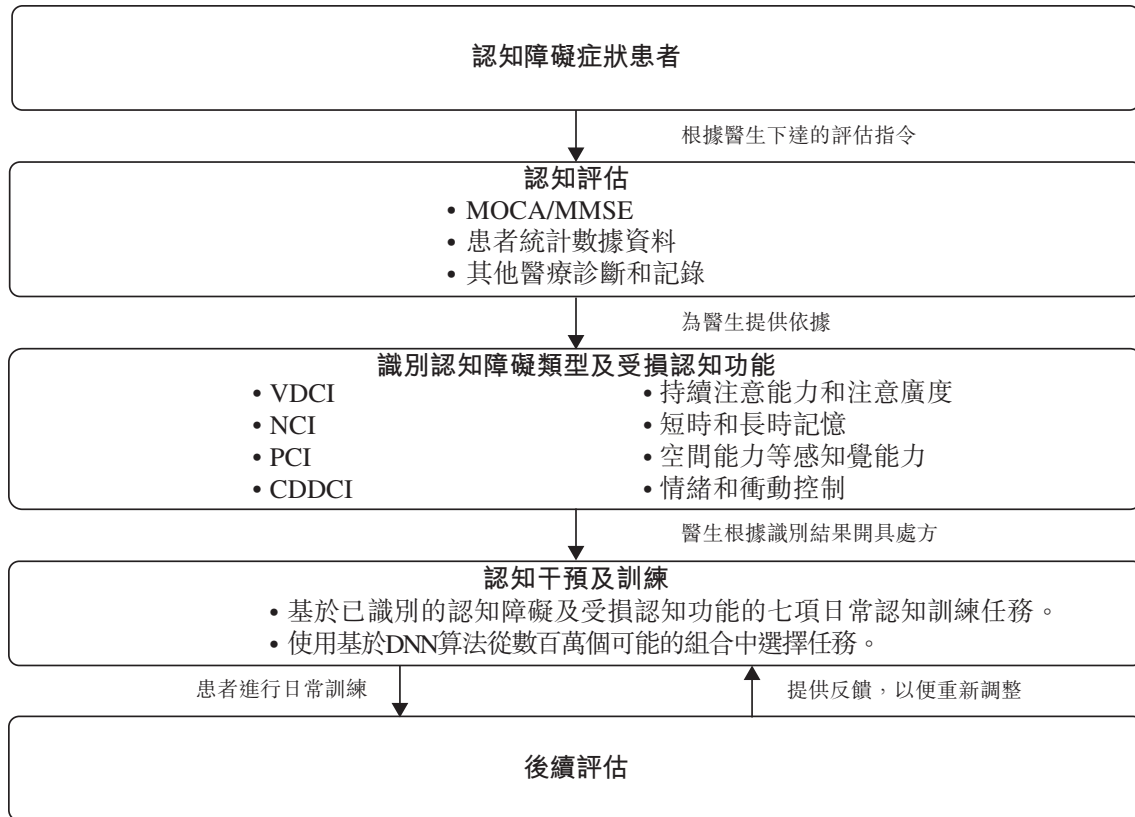 認知障礙症狀患者
根據醫生下達的評估指令
認知評估
• MOCA/MMSE
• 患者統計數據資料
• 其他醫療診斷和記錄
為醫生提供依據
識別認知障礙類型及受損認知功能
• VDCI
• NCI
• PCI
• CDDCI
• 持續注意能力和注意廣度
• 短時和長時記憶
• 空間能力等感知覺能力
• 情緒和衝動控制
醫生根據識別結果開具處方
認知干預及訓練
• 基於已識別的認知障礙及受損認知功能的七項日常認知訓練任務。
• 使用基於DNN算法從數百萬個可能的組合中選擇任務。
患者進行日常訓練
提供反饋，以便重新調整
後續評估